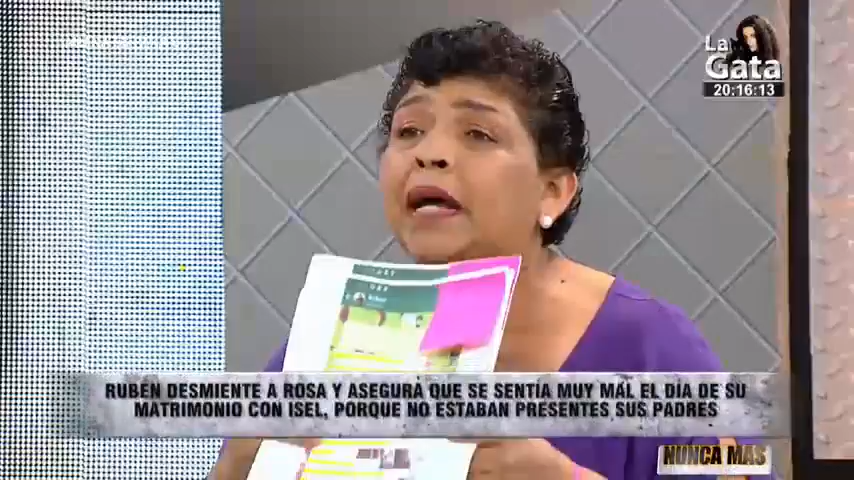 La
Gata
20:16:13
RUBÉN DESMIENTE A ROSA Y ASEGURA QUE SE SENTÍA MUY MAL EL DÍA DE SU
MATRIMONIO CON ISEL, PORQUE NO ESTABAN PRESENTES SUS PADRES
NUNCA MÁS